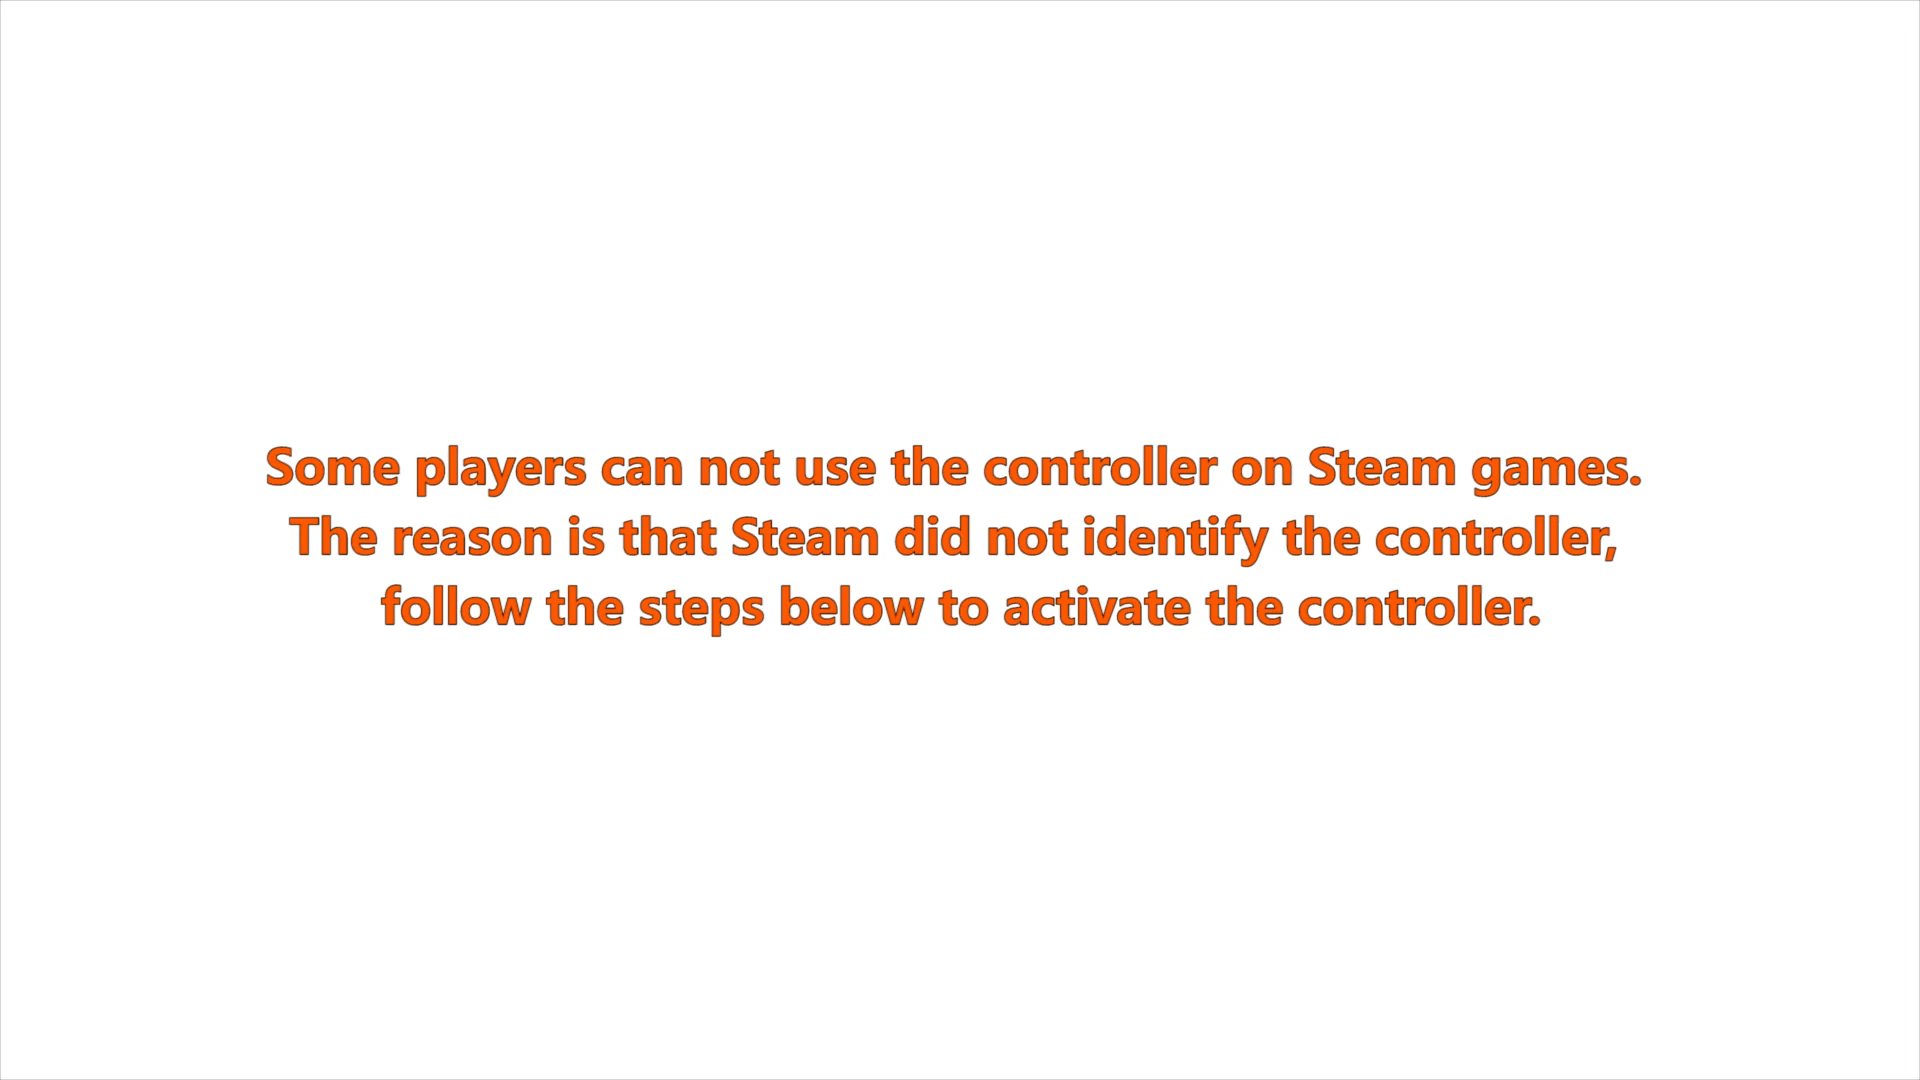 Some players can not use the controller on Steam games.
The reason is that Steam did not identify the controller,
follow the steps below to activate the controller.